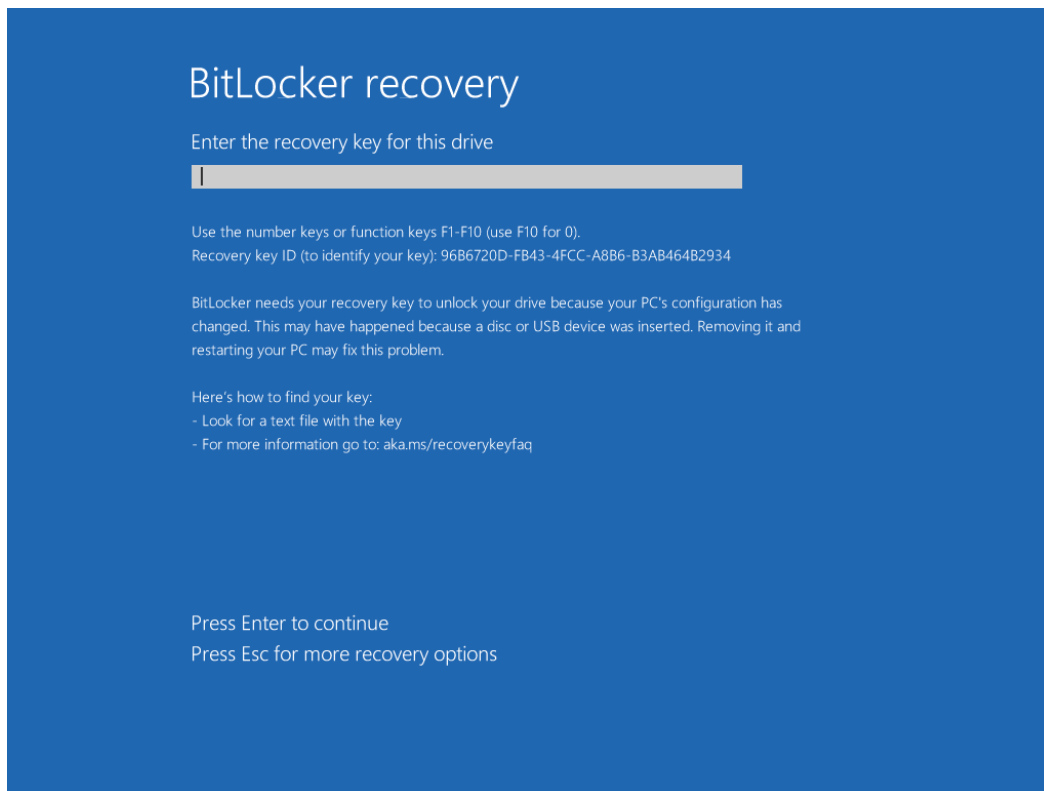 BitLocker recovery
Enter the recovery key for this drive
Use the number keys or function keys F1-F10 (use F10 for 0).
Recovery key ID (to identify your key): 96B6720D-FB43-4FCC-A8B6-B3AB464B2934
BitLocker needs your recovery key to unlock your drive because your PC's configuration has
changed. This may have happened because a disc or USB device was inserted. Removing it and
restarting your PC may fix this problem.
Here's how to find your key:
- Look for a text file with the key
- For more information go to: aka.ms/recoverykeyfaq
Press Enter to continue
Press Esc for more recovery options